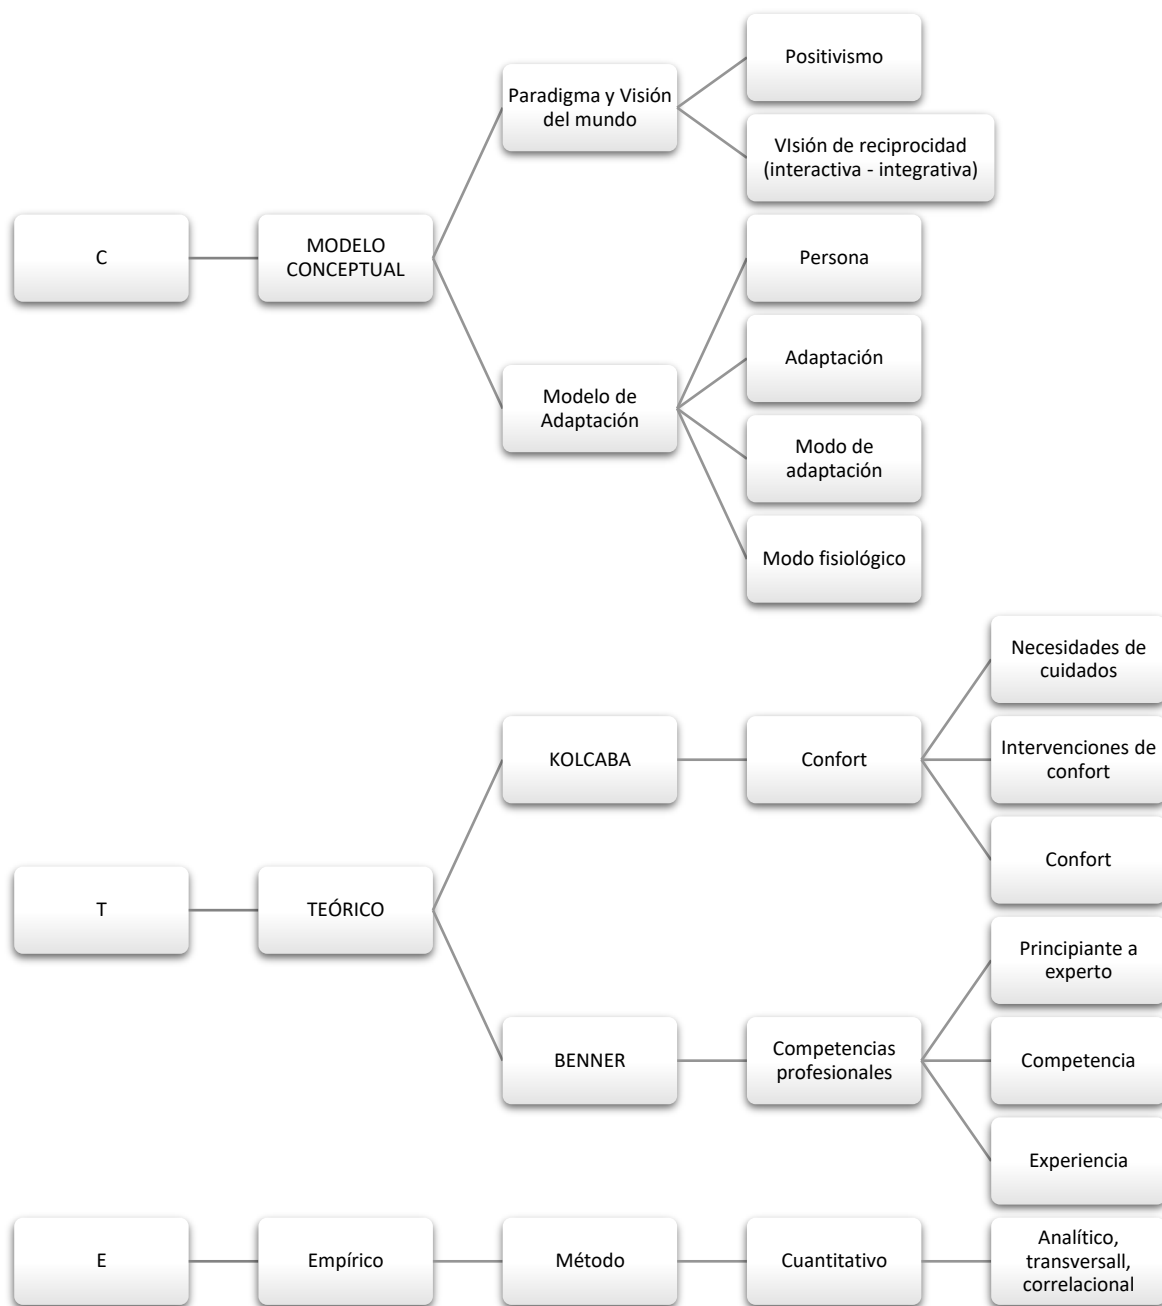 Positivismo
Paradigma y Visión
del mundo
VIsión de reciprocidad
(interactiva - integrativa)
C
MODELO
CONCEPTUAL
Persona
Adaptación
Modelo de
Adaptación
Modo de
adaptación
Modo fisiológico
Necesidades de
cuidados
KOLCABA
Confort
Intervenciones de
confort
Confort
T
TEÓRICO
Principiante a
experto
BENNER
Competencias
profesionales
Competencia
Experiencia
E
Empírico
Método
Cuantitativo
Analítico,
transversall,
correlacional